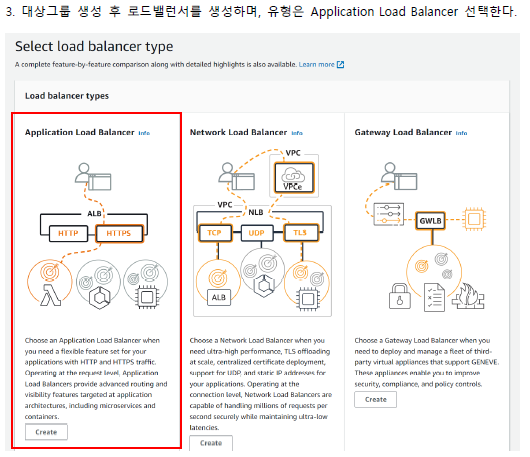 3. 대상그룹 생성 후 로드밸런서를 생성하며, 유형은 Application Load Balancer 선택한다.
Select load balancer type
A complete feature-by-feature comparison along with detailed highlights is also available. Learn more
Load balancer types
Application Load Balancer Info
ALB
HTTP
HTTPS
Choose an Application Load Balancer when
you need a flexible feature set for your
applications with HTTP and HTTPS traffic.
Operating at the request level, Application
Load Balancers provide advanced routing and
visibility features targeted at application
architectures, including microservices and
containers.
Create
Network Load Balancer Info
VPC
VPCe
VPC
NLB
TCP
UDP
TLS
ALB
Choose a Network Load Balancer when you
need ultra-high performance, TLS offloading
at scale, centralized certificate deployment,
support for UDP, and static IP addresses for
your applications. Operating at the
connection level, Network Load Balancers are
capable of handling millions of requests per
second securely while maintaining ultra-low
latencies.
Create
Gateway Load Balancer Info
GWLB
Choose a Gateway Load Balancer when you
need to deploy and manage a fleet of third-
party virtual appliances that support GENEVE.
These appliances enable you to improve
security, compliance, and policy controls.
Create